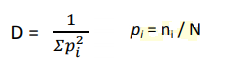 D = 1 / Σp_i^2    p_i = n_i / N